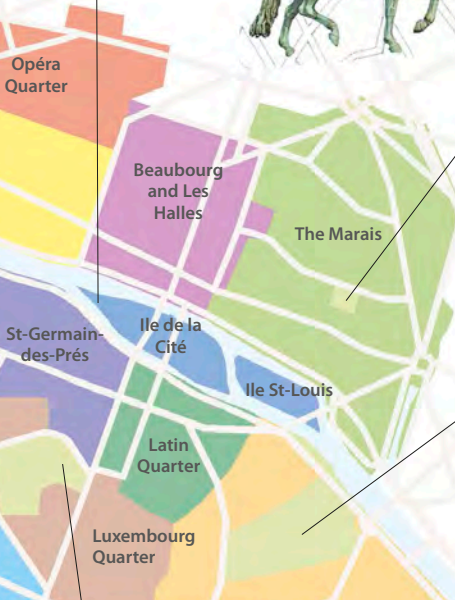 Opéra
Quarter
Beaubourg
and Les
Halles
The Marais
St-Germain-
des-Prés
Ile de la
Cité
Ile St-Louis
Latin
Quarter
Luxembourg
Quarter